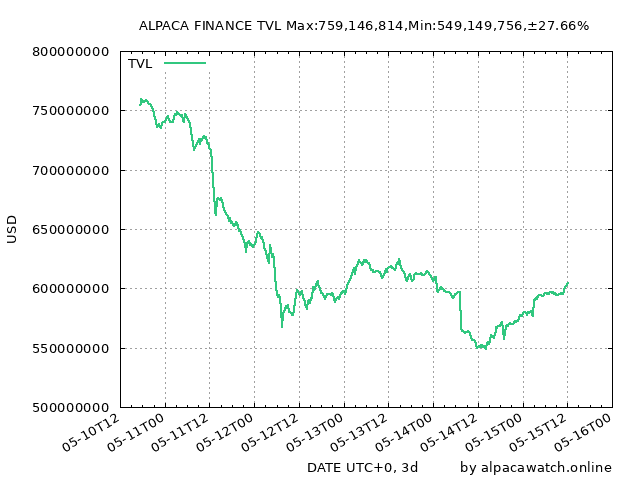 ALPACA FINANCE TVL Max:759,146,814,Min:549,149,756,±27.66%
800000000
TVL
750000000
700000000
650000000
USD
600000000
550000000
500000000
05-10T12
05-11T00
05-11T12
05-12T00
05-12T12
05-13T00
05-13T12
05-14T00
05-14T12
05-15T00
05-15T12
05-16T00
DATE UTC+0, 3d
by alpacawatch.online